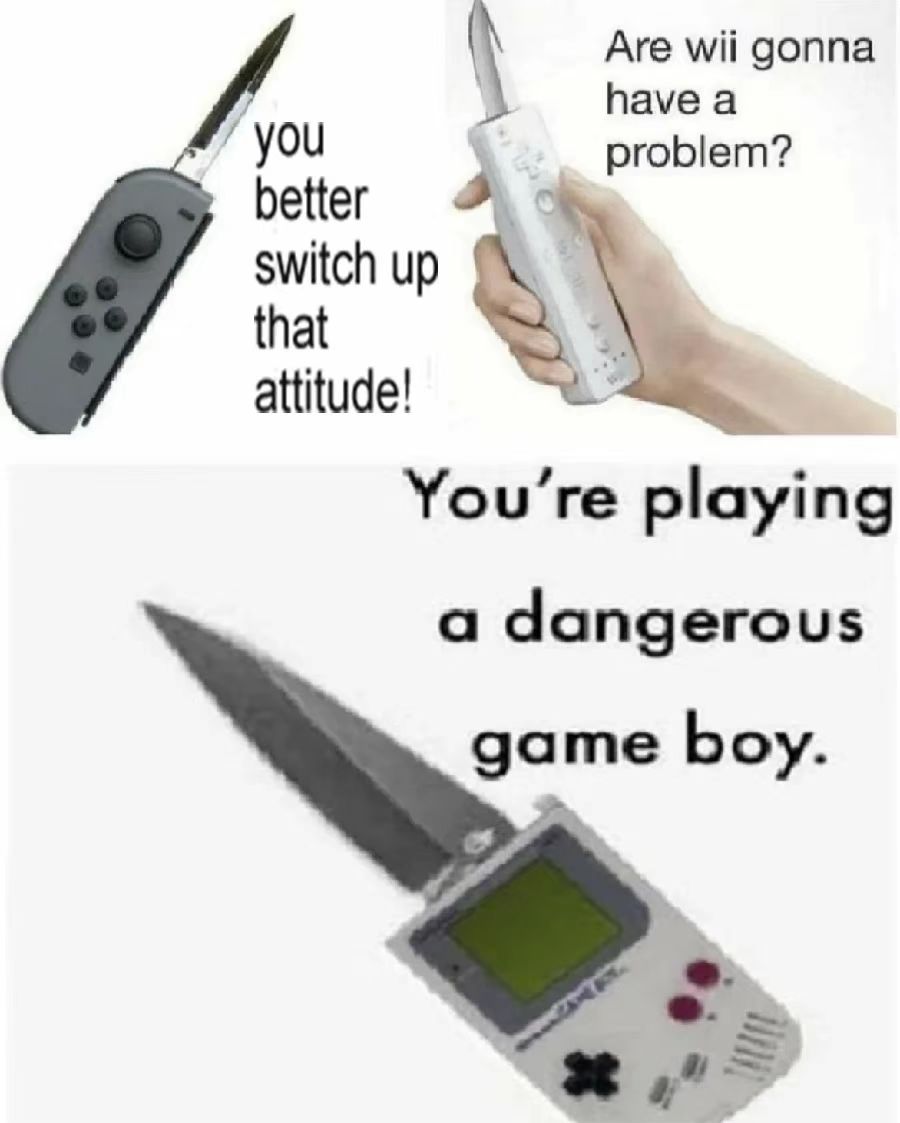 you
better
switch up
that
attitude!
Are wii gonna
have a
problem?
You're playing
a dangerous
game boy.